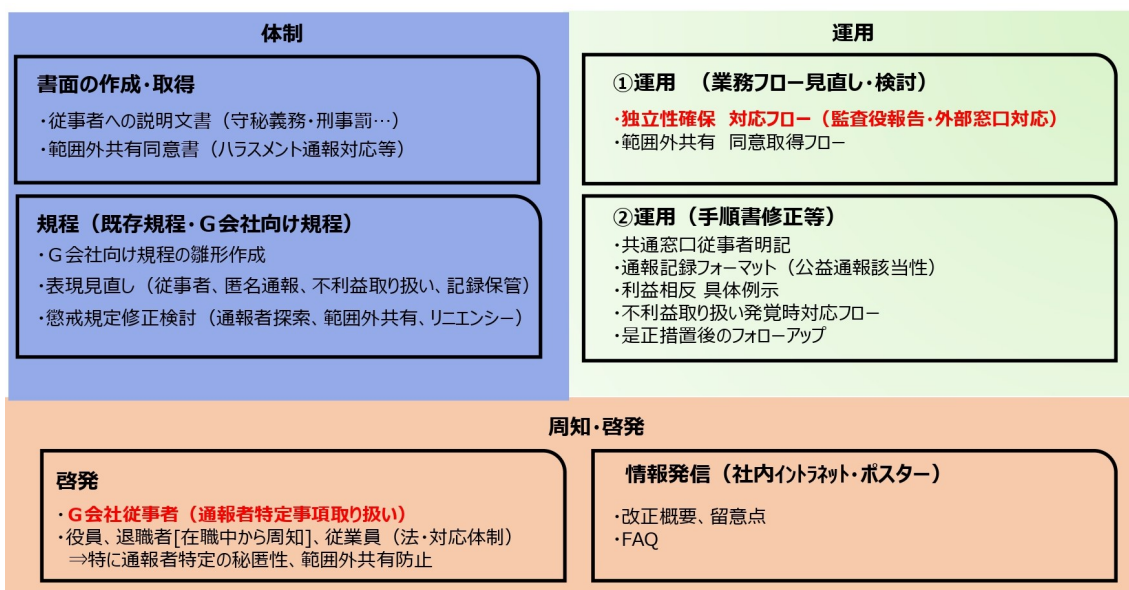 体制
書面の作成・取得
・従事者への説明文書（守秘義務・刑事罰…）
・範囲外共有同意書（ハラスメント通報対応等）
規程（既存規程・Ｇ会社向け規程）
・Ｇ会社向け規程の雛形作成
・表現見直し（従事者、匿名通報、不利益取り扱い、記録保管）
・懲戒規定修正検討（通報者探索、範囲外共有、リニエンシー）
運用
①運用　（業務フロー見直し・検討）
・独立性確保 対応フロー（監査役報告・外部窓口対応）
・範囲外共有 同意取得フロー
②運用（手順書修正等）
・共通窓口従事者明記
・通報記録フォーマット（公益通報該当性）
・利益相反 具体例示
・不利益取り扱い発覚時対応フロー
・是正措置後のフォローアップ
周知・啓発
啓発
・Ｇ会社従事者（通報者特定事項取り扱い）
・役員、退職者[在職中から周知]、従業員（法・対応体制）
⇒特に通報者特定の秘匿性、範囲外共有防止
情報発信（社内イントラネット・ポスター）
・改正概要、留意点
・FAQ